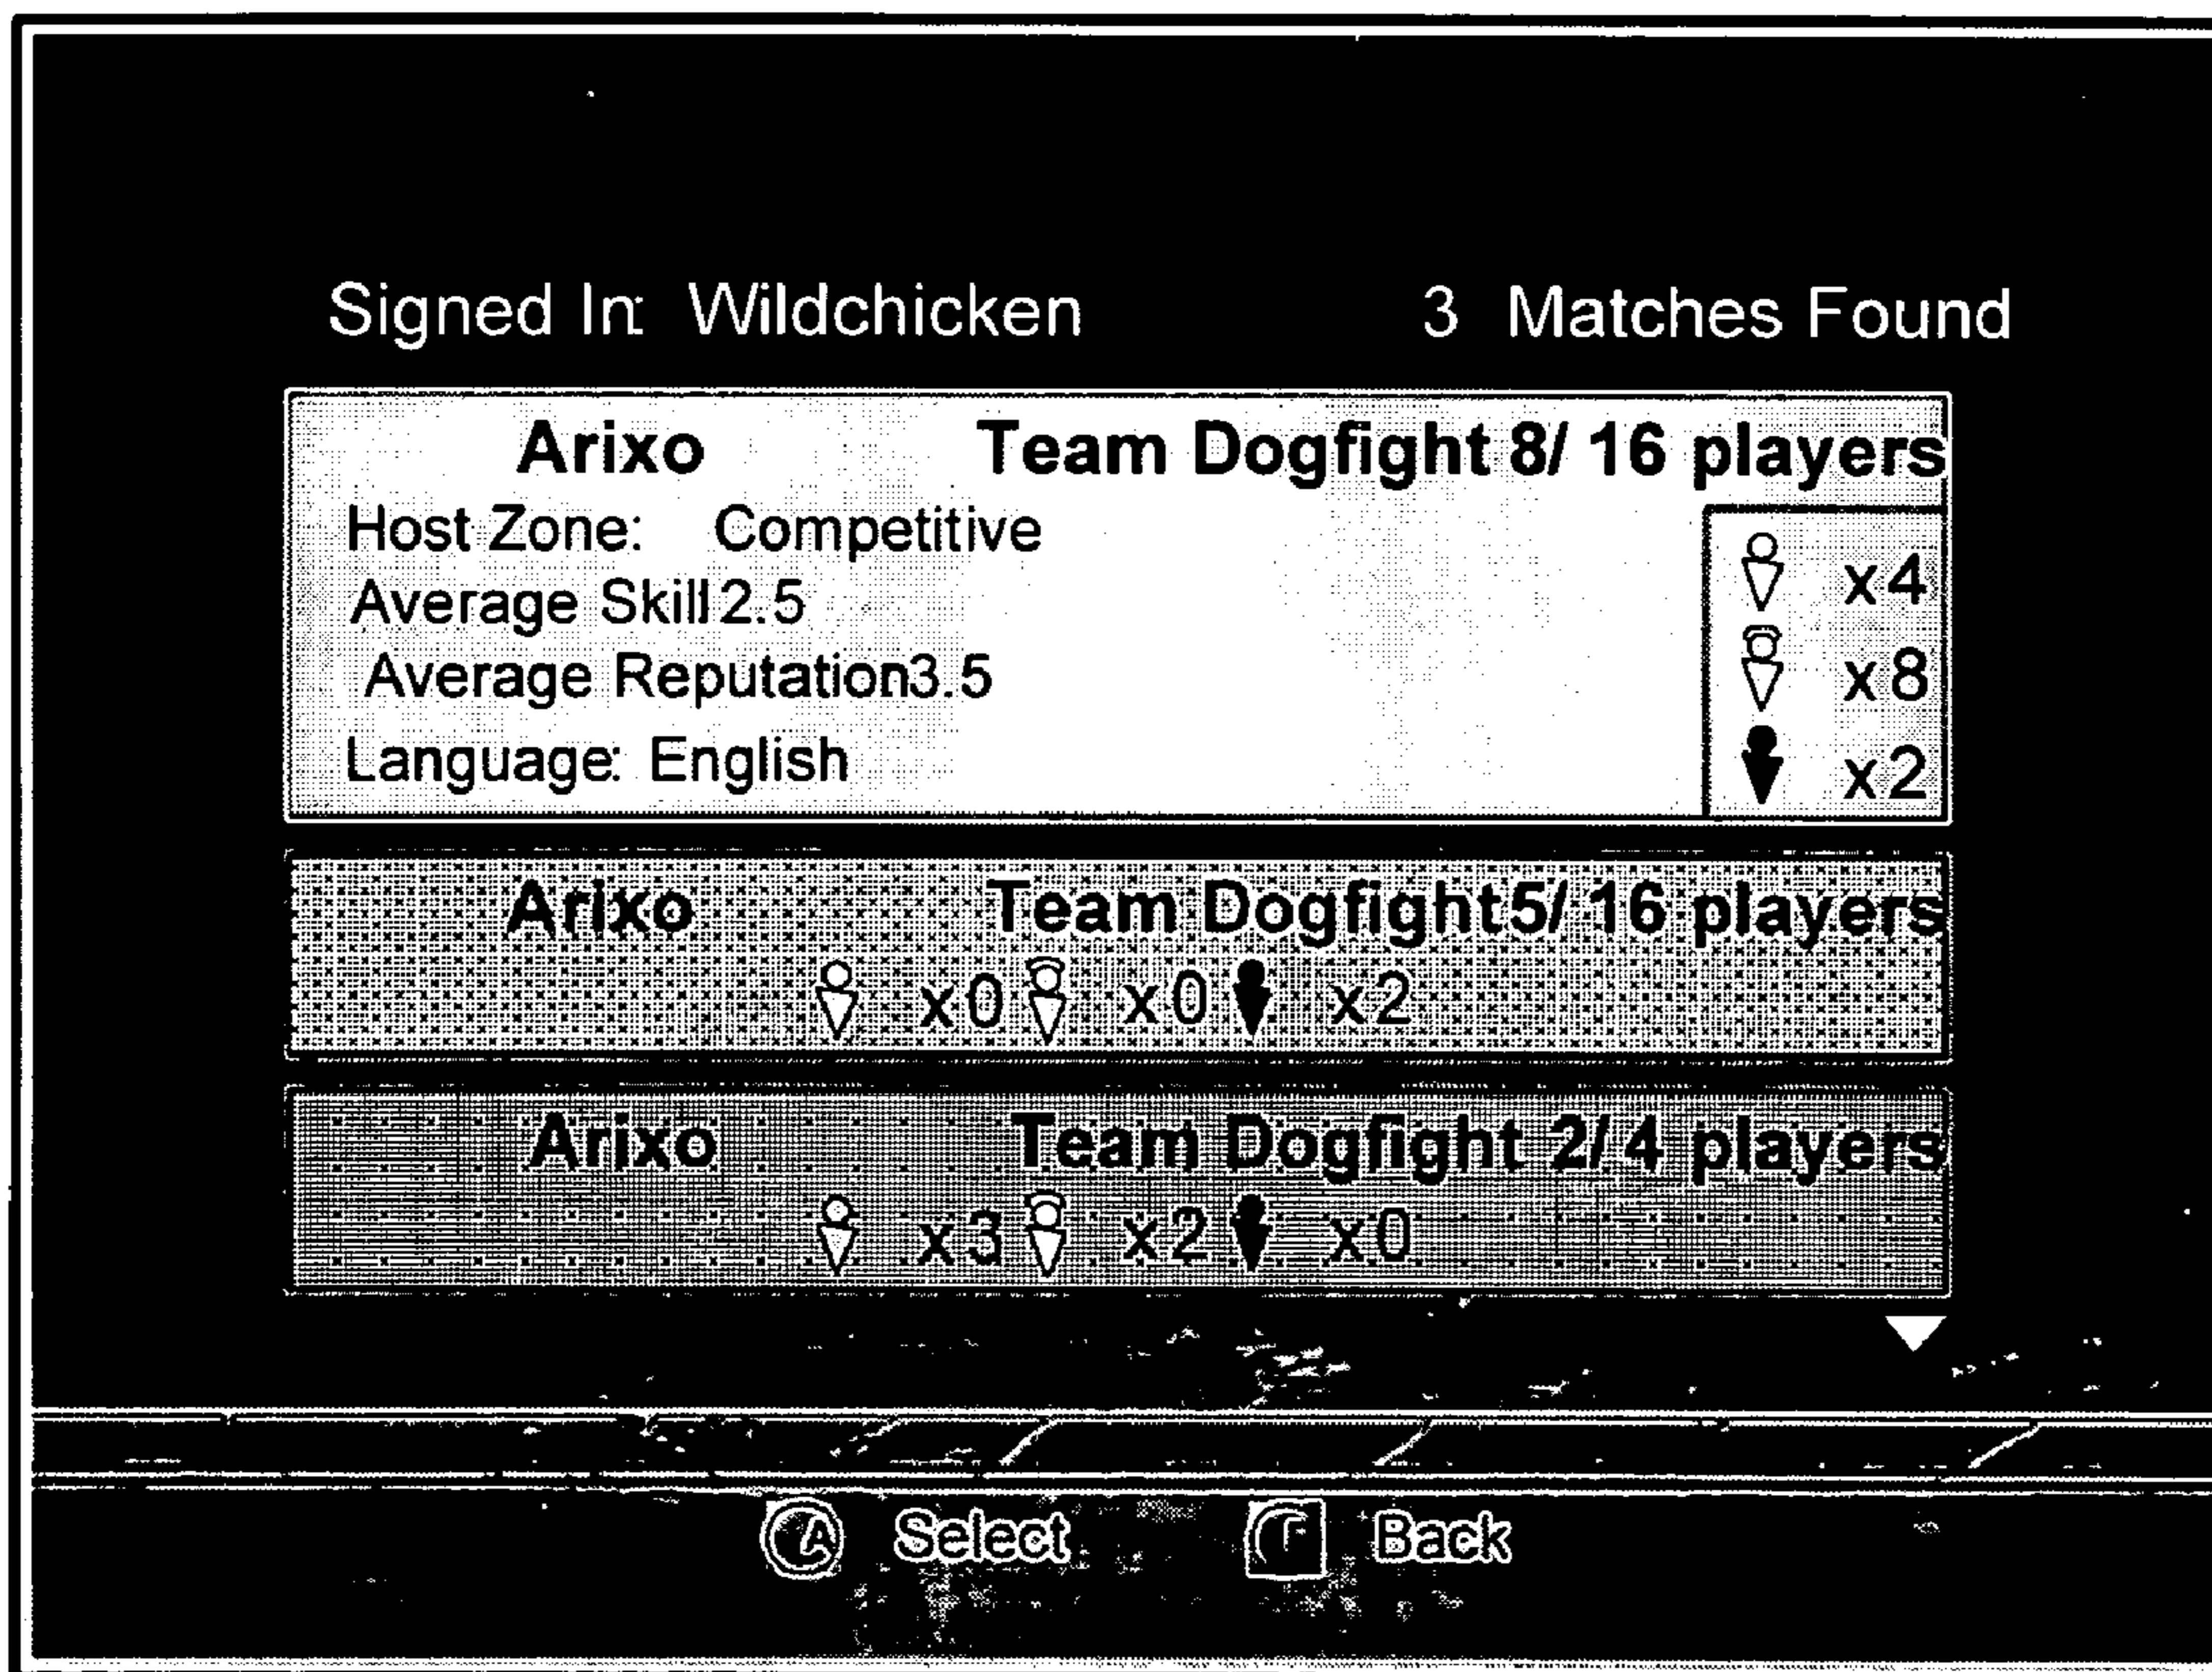 Signed In: Wildchicken 3 Matches Found
Arixo Team Dogfight 8/ 16 players
Host Zone: Competitive
x4
Average Skill 2.5
Average Reputation3.5
x8
Language: English
x2
Arixo Team Dogfight 5/ 16 players
x0 x0 x2
Arixo Team Dogfight 2/ 4 players
x3 x2 x0
A Select Back